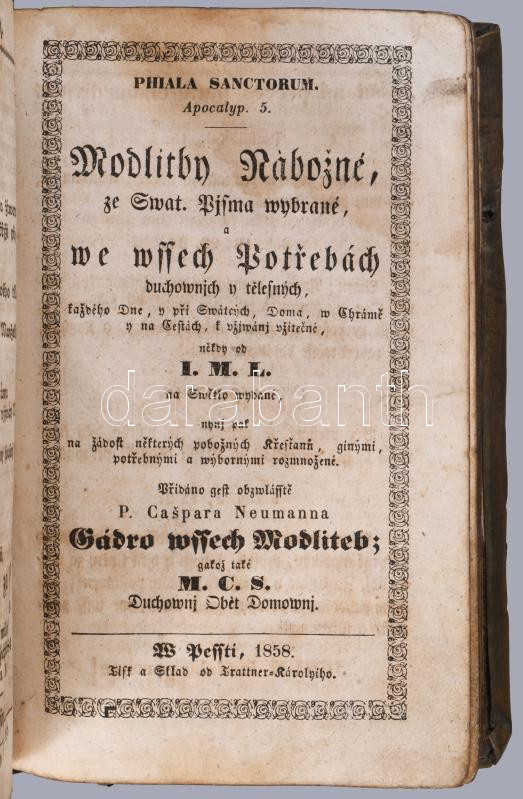 PHIALA SANCTORUM.
Apocalyp. 5.
Modlitby Nábožné,
ze Swat. Pjsma wybrané,
a
we wssech Potřebách
duchownjch y tělesných,
každého Dne, y při Swátcých, Doma, w Chrámě
y na Cestách, k vžjwánj vžitečné,
někdy od
I. M. L.
na Swětlo wydané,
nynj pak
na žádost některých pobožných Křesťanů, ginými,
potřebnými a wýbornými rozmnožené.
Přidáno gest obzwlásstě
P. Cašpara Neumanna
Gádro wssech Modliteb;
gakož také
M. C. S.
Duchownj Obět Domownj.
W Pessti, 1858.
Tisk a Sklad od Trattner-Károlyiho.
darabanth